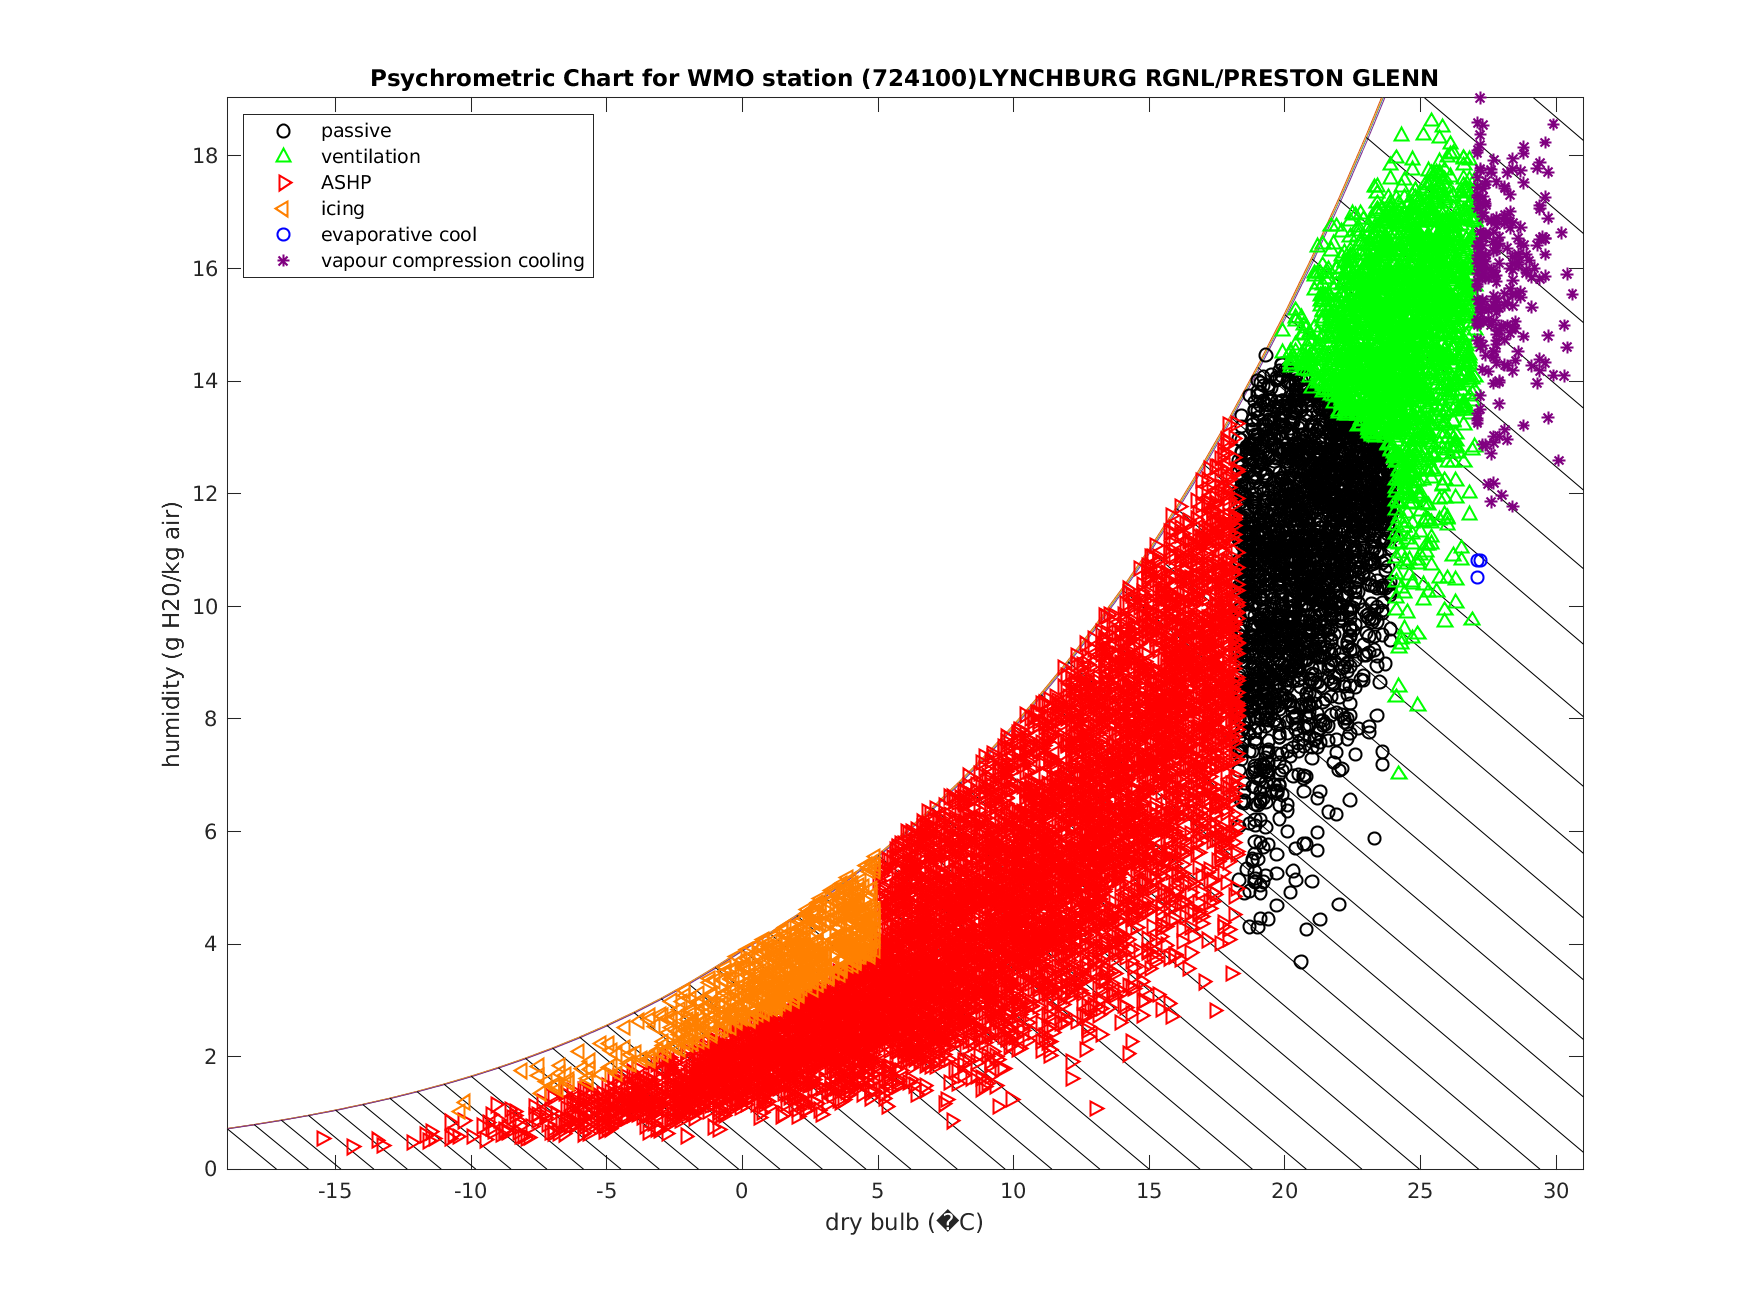 Psychrometric Chart for WMO station (724100)LYNCHBURG RGNL/PRESTON GLENN
passive
ventilation
ASHP
icing
evaporative cool
vapour compression cooling
18
16
14
12
10
8
6
4
2
0
humidity (g H20/kg air)
-15 -10 -5 0 5 10 15 20 25 30
dry bulb (�C)